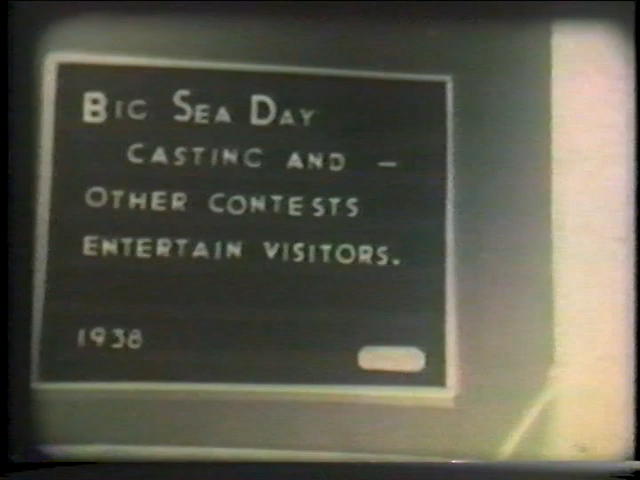 BIG SEA DAY
CASTING AND –
OTHER CONTESTS
ENTERTAIN VISITORS.
1938